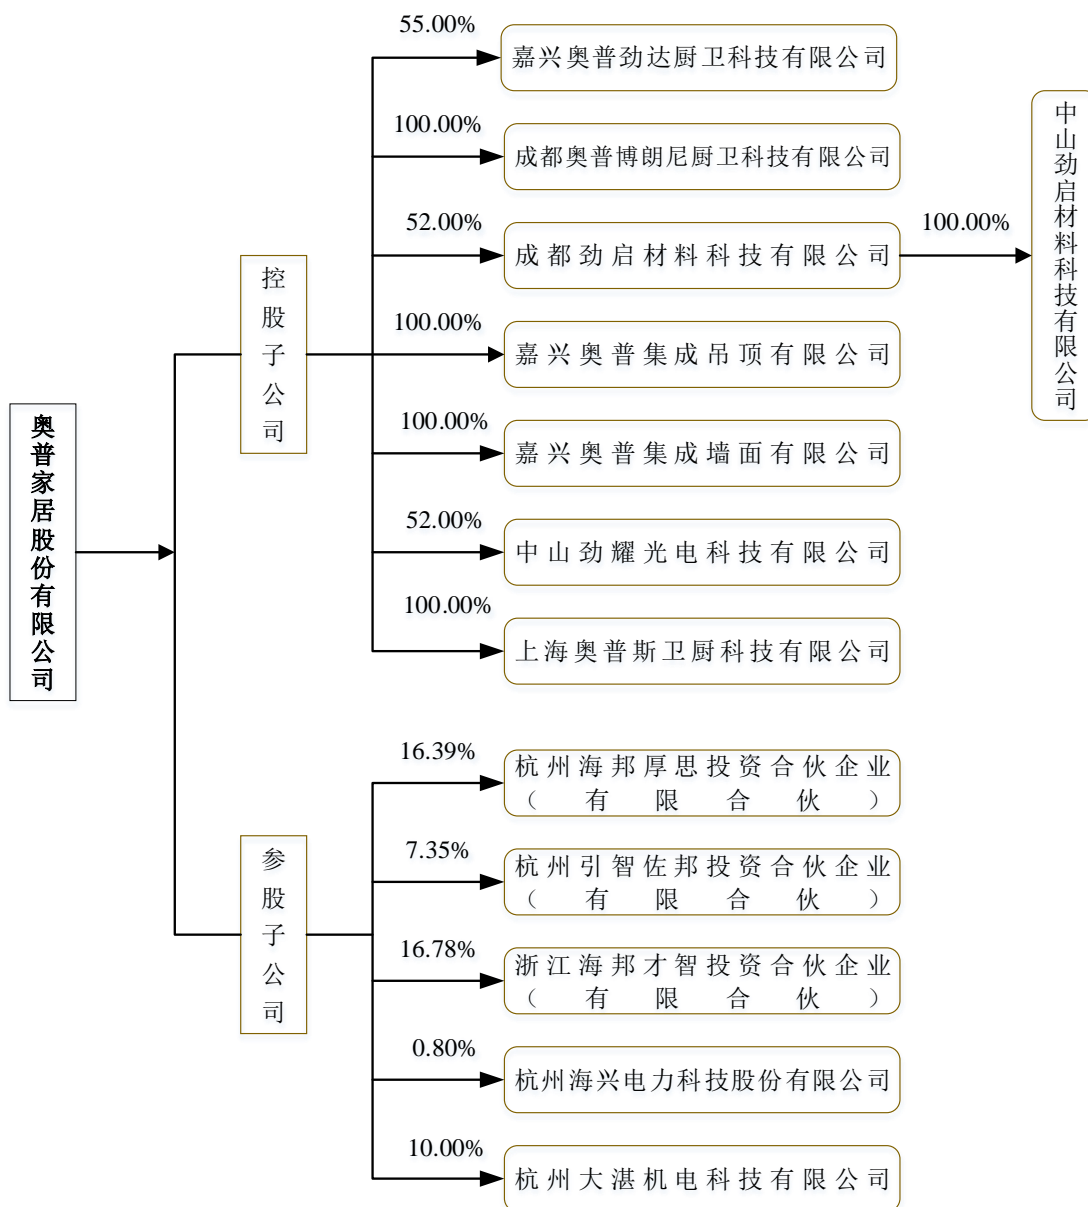 奥普家居股份有限公司
控股子公司
55.00%
嘉兴奥普劲达厨卫科技有限公司
100.00%
成都奥普博朗尼厨卫科技有限公司
52.00%
成都劲启材料科技有限公司
100.00%
中山劲启材料科技有限公司
100.00%
嘉兴奥普集成吊顶有限公司
100.00%
嘉兴奥普集成墙面有限公司
52.00%
中山劲耀光电科技有限公司
100.00%
上海奥普斯卫厨科技有限公司
参股子公司
16.39%
杭州海邦厚思投资合伙企业
（有限合伙）
7.35%
杭州引智佐邦投资合伙企业
（有限合伙）
16.78%
浙江海邦才智投资合伙企业
（有限合伙）
0.80%
杭州海兴电力科技股份有限公司
10.00%
杭州大湛机电科技有限公司